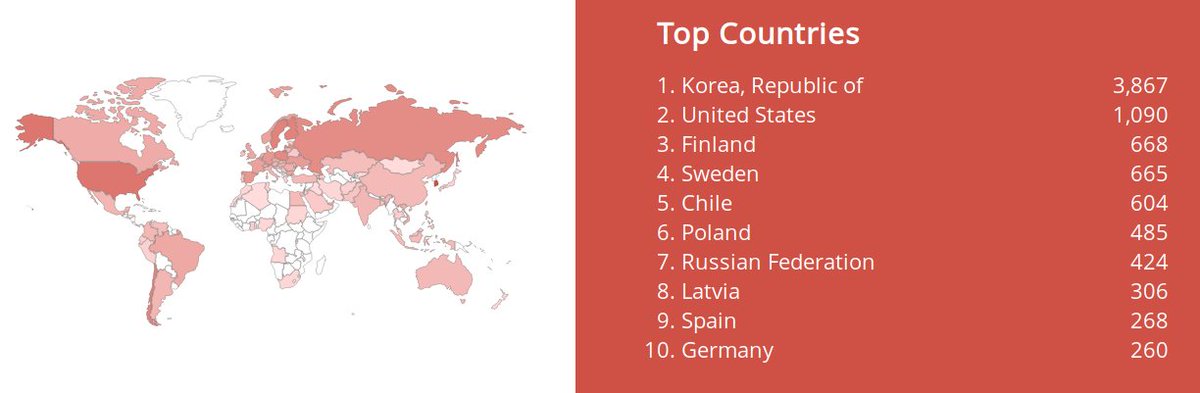 Top Countries
1. Korea, Republic of 3,867
2. United States 1,090
3. Finland 668
4. Sweden 665
5. Chile 604
6. Poland 485
7. Russian Federation 424
8. Latvia 306
9. Spain 268
10. Germany 260